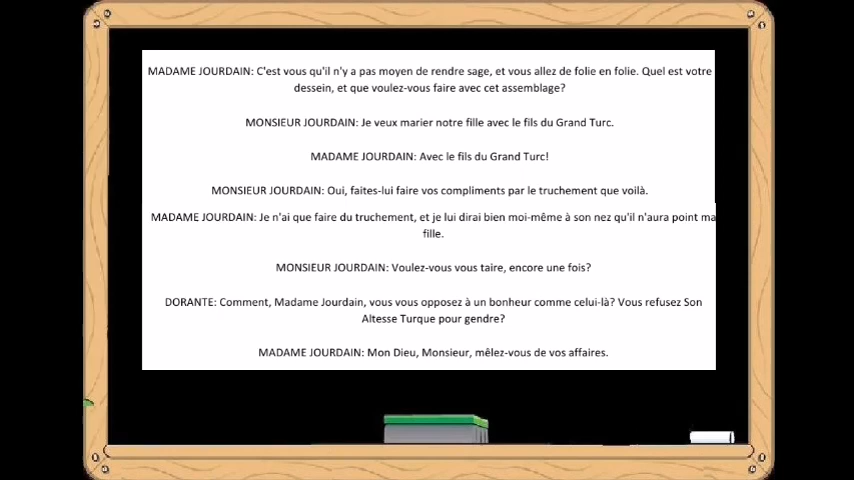 MADAME JOURDAIN: C'est vous qu'il n'y a pas moyen de rendre sage, et vous allez de folie en folie. Quel est votre
dessein, et que voulez-vous faire avec cet assemblage?
MONSIEUR JOURDAIN: Je veux marier notre fille avec le fils du Grand Turc.
MADAME JOURDAIN: Avec le fils du Grand Turc!
MONSIEUR JOURDAIN: Oui, faites-lui faire vos compliments par le truchement que voilà.
MADAME JOURDAIN: Je n'ai que faire du truchement, et je lui dirai bien moi-même à son nez qu'il n'aura point ma
fille.
MONSIEUR JOURDAIN: Voulez-vous vous taire, encore une fois?
DORANTE: Comment, Madame Jourdain, vous vous opposez à un bonheur comme celui-là? Vous refusez Son
Altesse Turque pour gendre?
MADAME JOURDAIN: Mon Dieu, Monsieur, mêlez-vous de vos affaires.